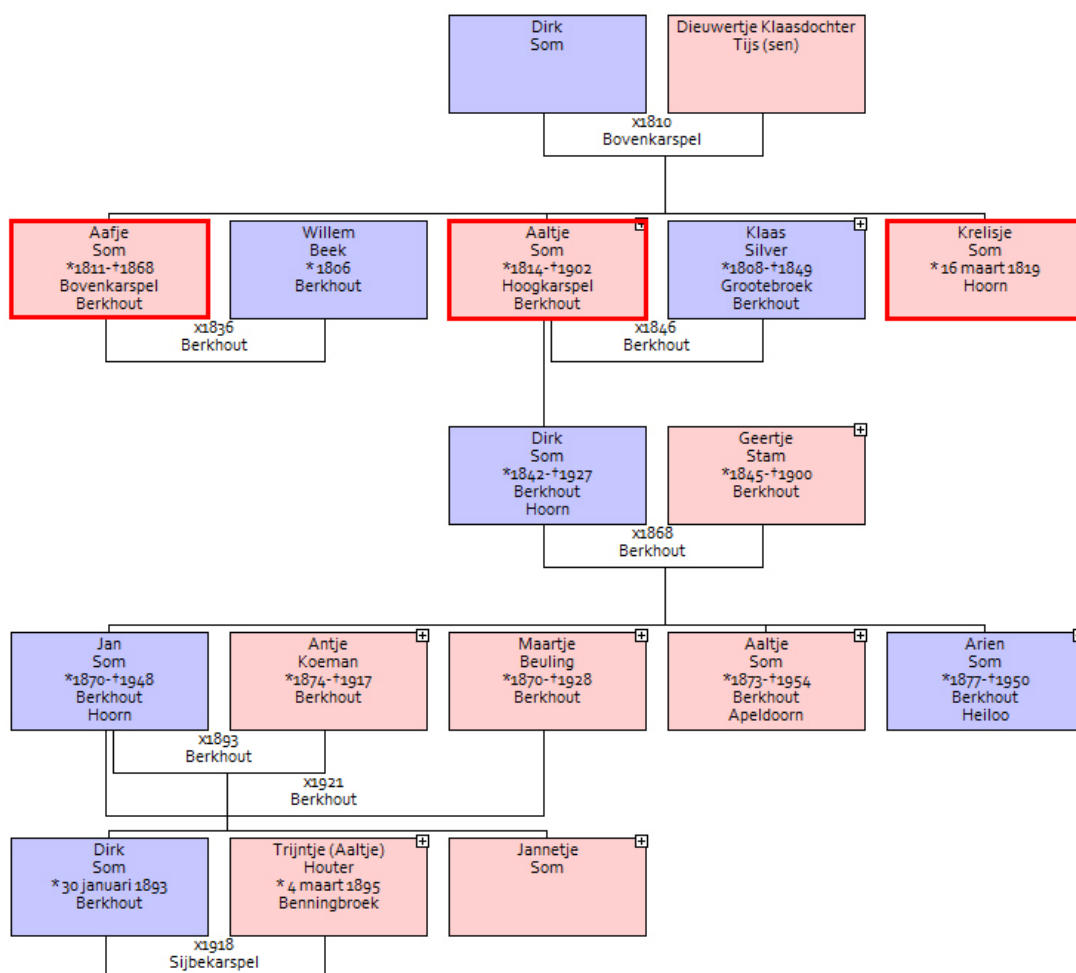 Dirk
Som
Dieuwertje Klaasdochter
Tijs (sen)
x1810
Bovenkarspel
Aafje
Som
*1811-†1868
Bovenkarspel
Berkhout
Willem
Beek
* 1806
Berkhout
Aaltje
Som
*1814-†1902
Hoogkarspel
Berkhout
Klaas
Silver
*1808-†1849
Grootebroek
Berkhout
Krelisje
Som
* 16 maart 1819
Hoorn
x1836
Berkhout
x1846
Berkhout
Dirk
Som
*1842-†1927
Berkhout
Hoorn
Geertje
Stam
*1845-†1900
Berkhout
x1868
Berkhout
Jan
Som
*1870-†1948
Berkhout
Hoorn
Antje
Koeman
*1874-†1917
Berkhout
Maartje
Beuling
*1870-†1928
Berkhout
Aaltje
Som
*1873-†1954
Berkhout
Apeldoorn
Arien
Som
*1877-†1950
Berkhout
Heiloo
x1893
Berkhout
x1921
Berkhout
Dirk
Som
* 30 januari 1893
Berkhout
Trijntje (Aaltje)
Houter
* 4 maart 1895
Benningbroek
Jannetje
Som
x1918
Sijbekarspel